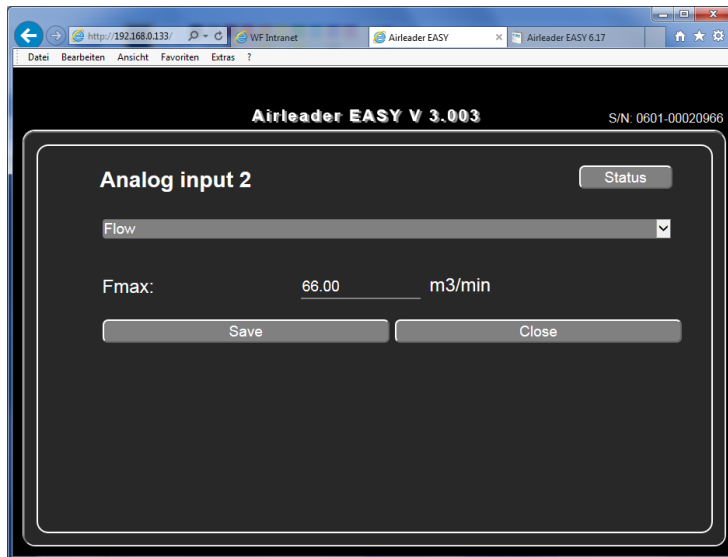 http://192.168.0.133/
WF Intranet
Airleader EASY
Airleader EASY 6.17
Datei Bearbeiten Ansicht Favoriten Extras ?
Airleader EASY V 3.003
S/N: 0601-00020966
Analog input 2
Status
Flow
Fmax: 66.00 m3/min
Save Close